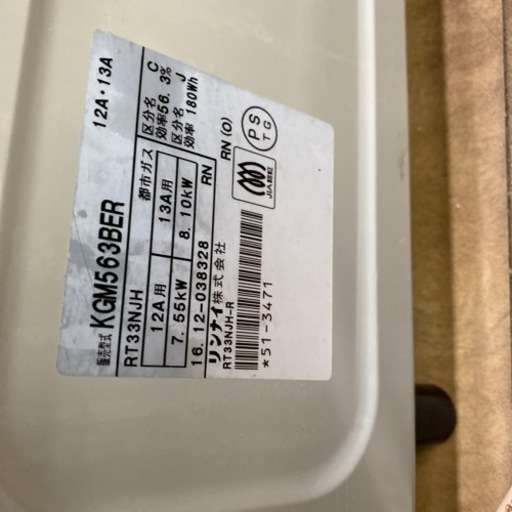 販売型式 KGM563BER 12A・13A
RT33NJH 都市ガス 区分名 C
効率56.3%
12A用 13A用 区分名 J
7.55kW 8.10kW 効率 180Wh
16.12-038328 RN RN (O)
リンナイ株式会社
RT33NJH-R
JIA認証
PS
TG
*51-3471